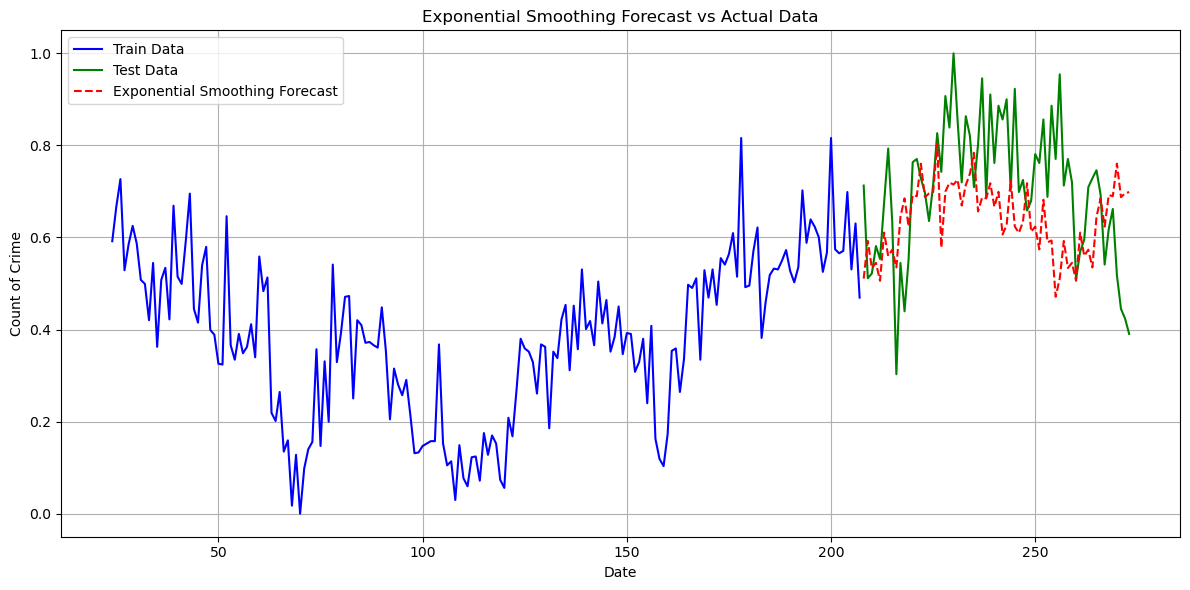 Exponential Smoothing Forecast vs Actual Data
Train Data
Test Data
Exponential Smoothing Forecast
Count of Crime
1.0
0.8
0.6
0.4
0.2
0.0
50 100 150 200 250
Date